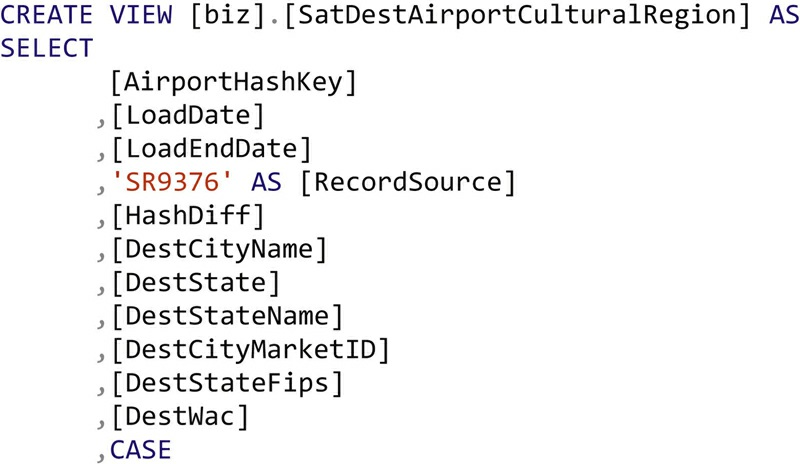 CREATE VIEW [biz].[SatDestAirportCulturalRegion] AS
SELECT
[AirportHashKey]
,[LoadDate]
,[LoadEndDate]
,'SR9376' AS [RecordSource]
,[HashDiff]
,[DestCityName]
,[DestState]
,[DestStateName]
,[DestCityMarketID]
,[DestStateFips]
,[DestWac]
,CASE